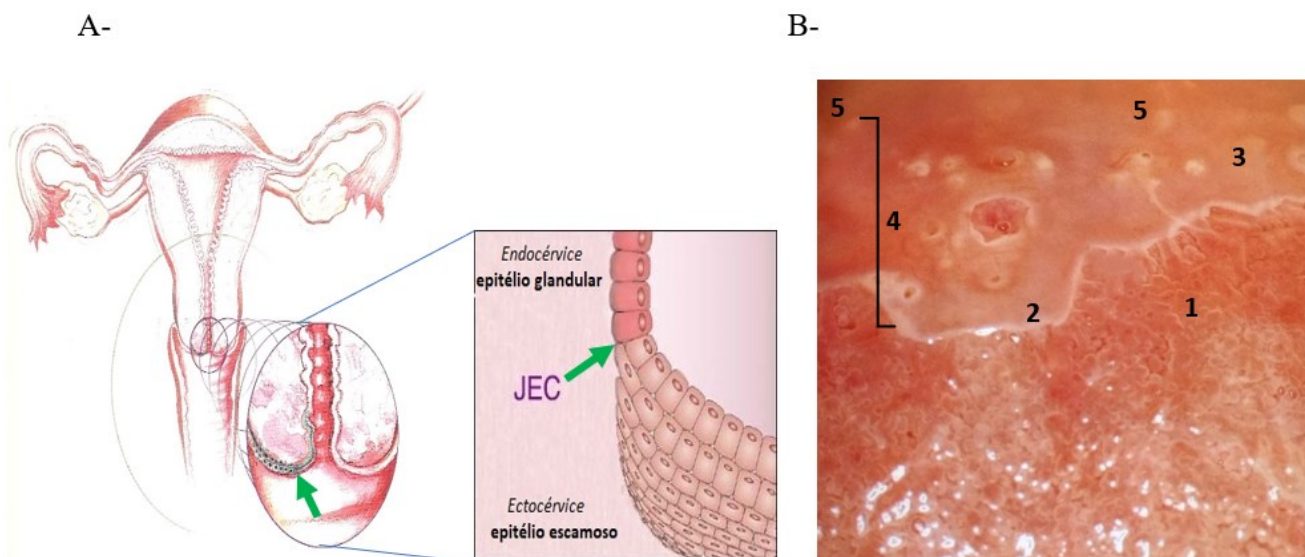 A-
B-
Endocérvice
epitélio glandular
JEC
Ectocérvice
epitélio escamoso
5
5
3
4
2
1